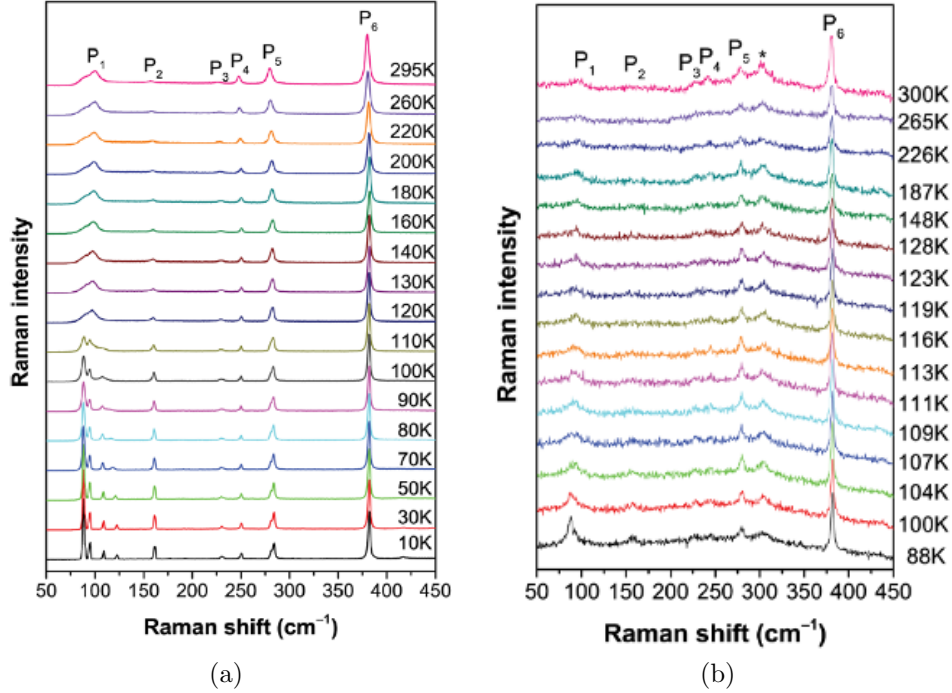 P1
P2
P3
P4
P5
P6
295K
260K
220K
200K
180K
160K
140K
130K
120K
110K
100K
90K
80K
70K
50K
30K
10K
Raman intensity
50 100 150 200 250 300 350 400 450
Raman shift (cm⁻¹)
(a)
P1
P2
P3
P4
P5
*
P6
300K
265K
226K
187K
148K
128K
123K
119K
116K
113K
111K
109K
107K
104K
100K
88K
Raman intensity
50 100 150 200 250 300 350 400 450
Raman shift (cm⁻¹)
(b)